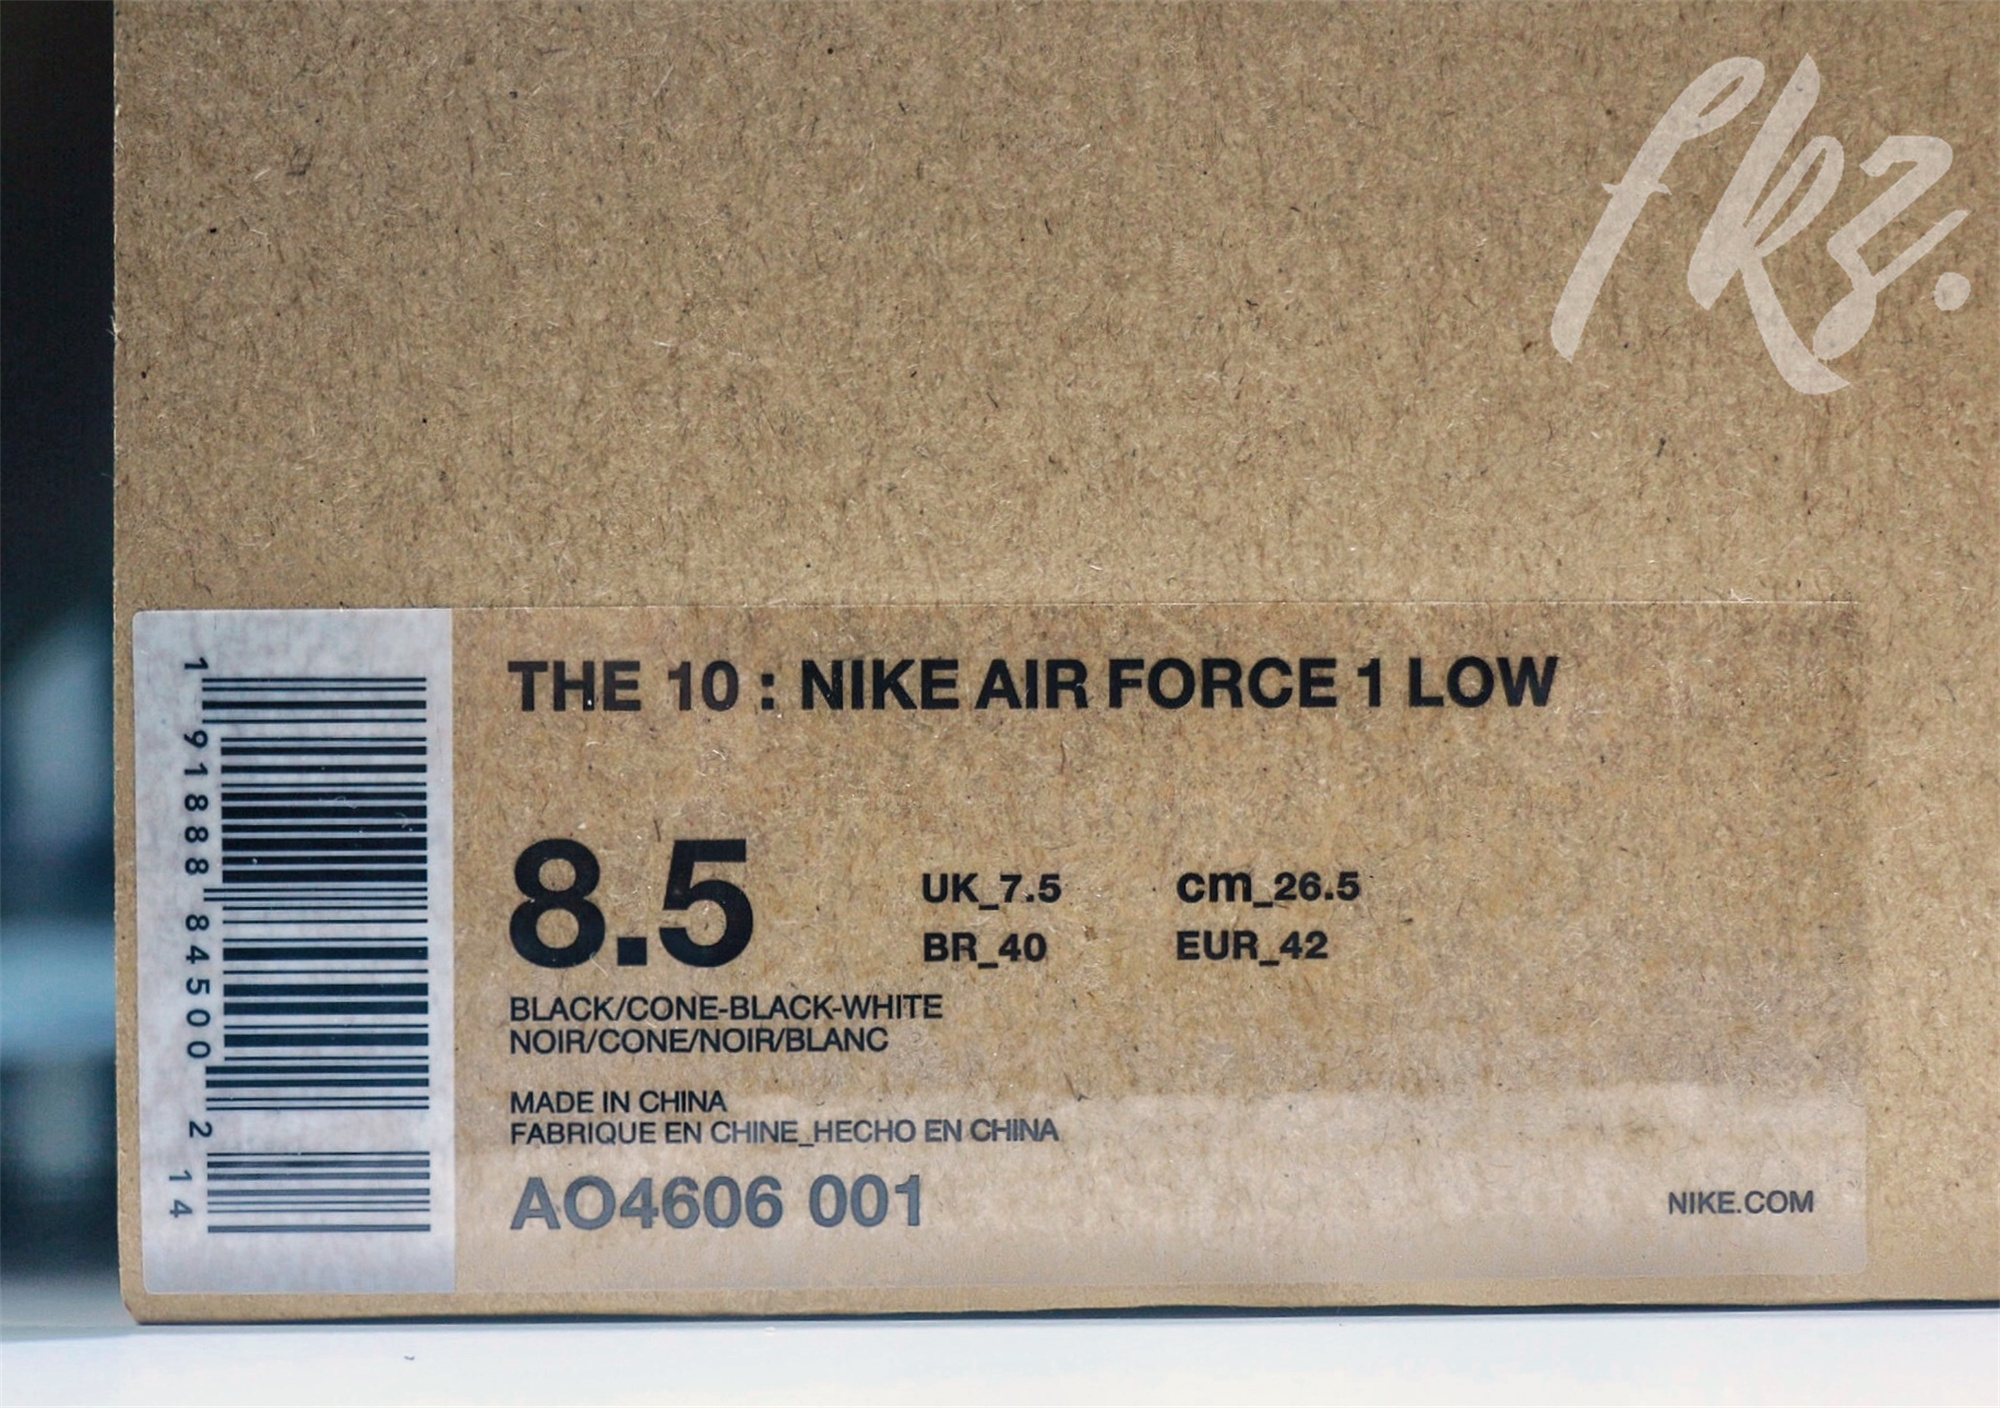 fkz.
THE 10 : NIKE AIR FORCE 1 LOW
8.5
UK_7.5 cm_26.5
BR_40 EUR_42
BLACK/CONE-BLACK-WHITE
NOIR/CONE/NOIR/BLANC
MADE IN CHINA
FABRIQUE EN CHINE_HECHO EN CHINA
AO4606 001
NIKE.COM
1 91888 84500 2 14